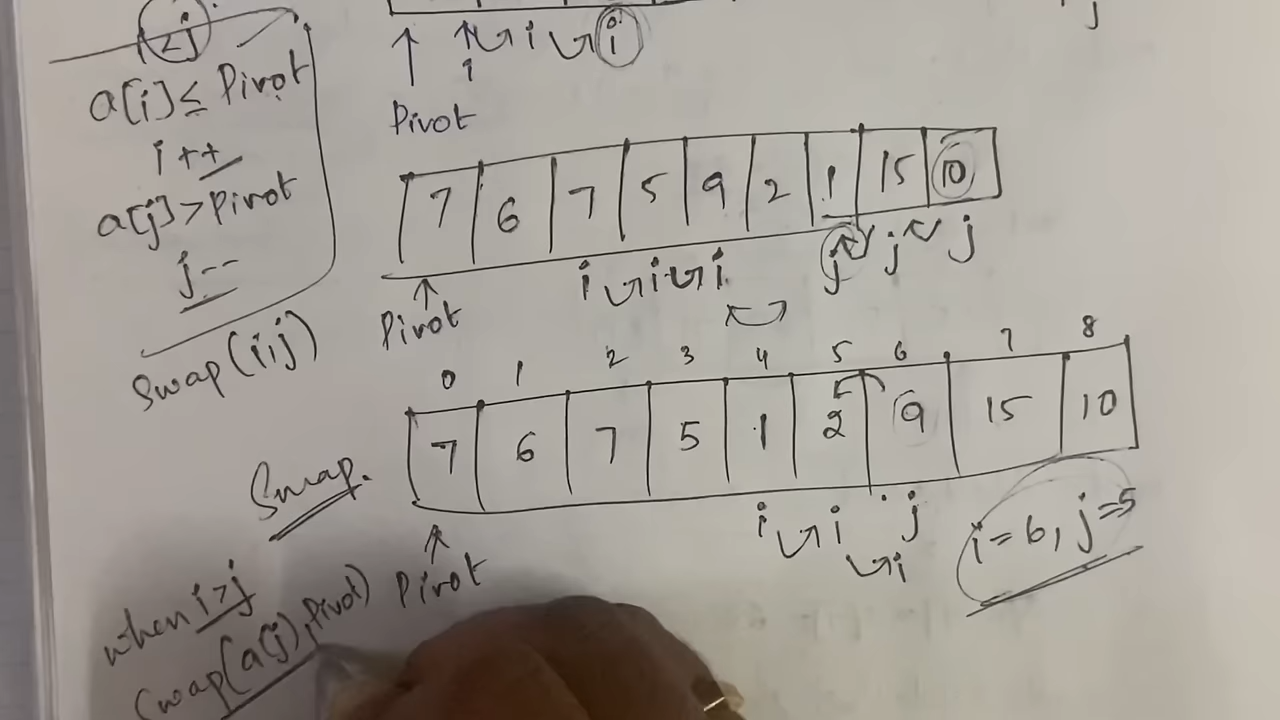 i<j
a[i]≤ Pivot
i++
a[j]>Pivot
j--
swap(i,j)
1 i i
j
Pivot
7 6 7 5 9 2 1 15 10
i i i j j j
Pivot
0 1 2 3 4 5 6 7 8
7 6 7 5 1 2 9 15 10
Swap.
i i j
i
i=6, j=5
Pivot
when i>j
swap(a[j], Pivot)